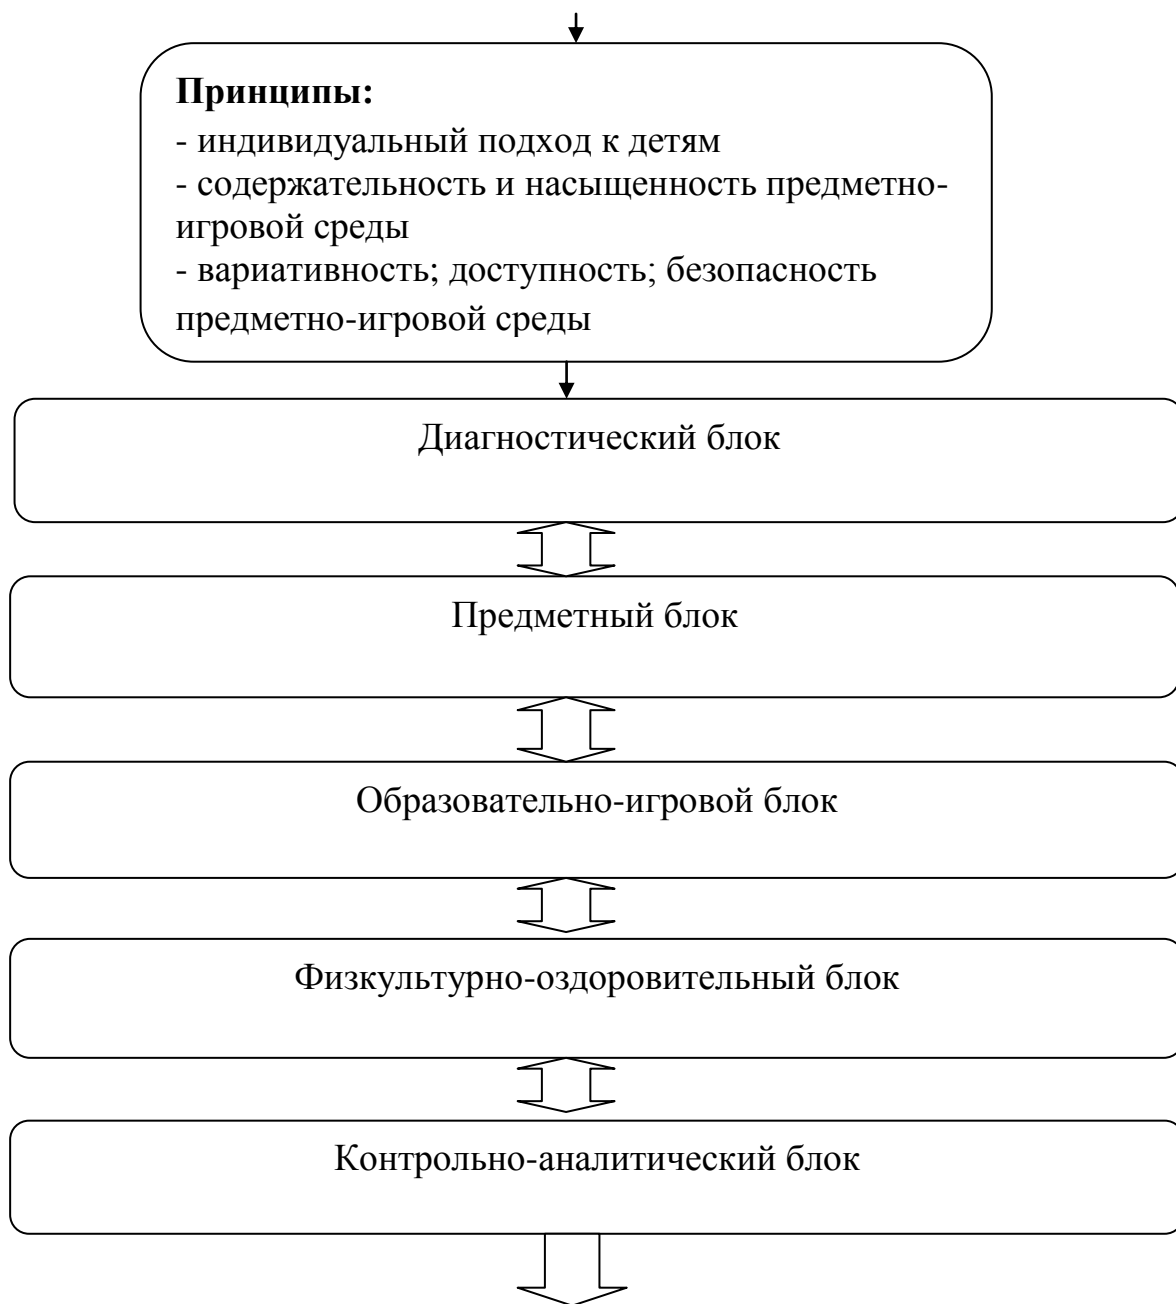 Принципы:
- индивидуальный подход к детям
- содержательность и насыщенность предметно-
игровой среды
- вариативность; доступность; безопасность
предметно-игровой среды
Диагностический блок
Предметный блок
Образовательно-игровой блок
Физкультурно-оздоровительный блок
Контрольно-аналитический блок